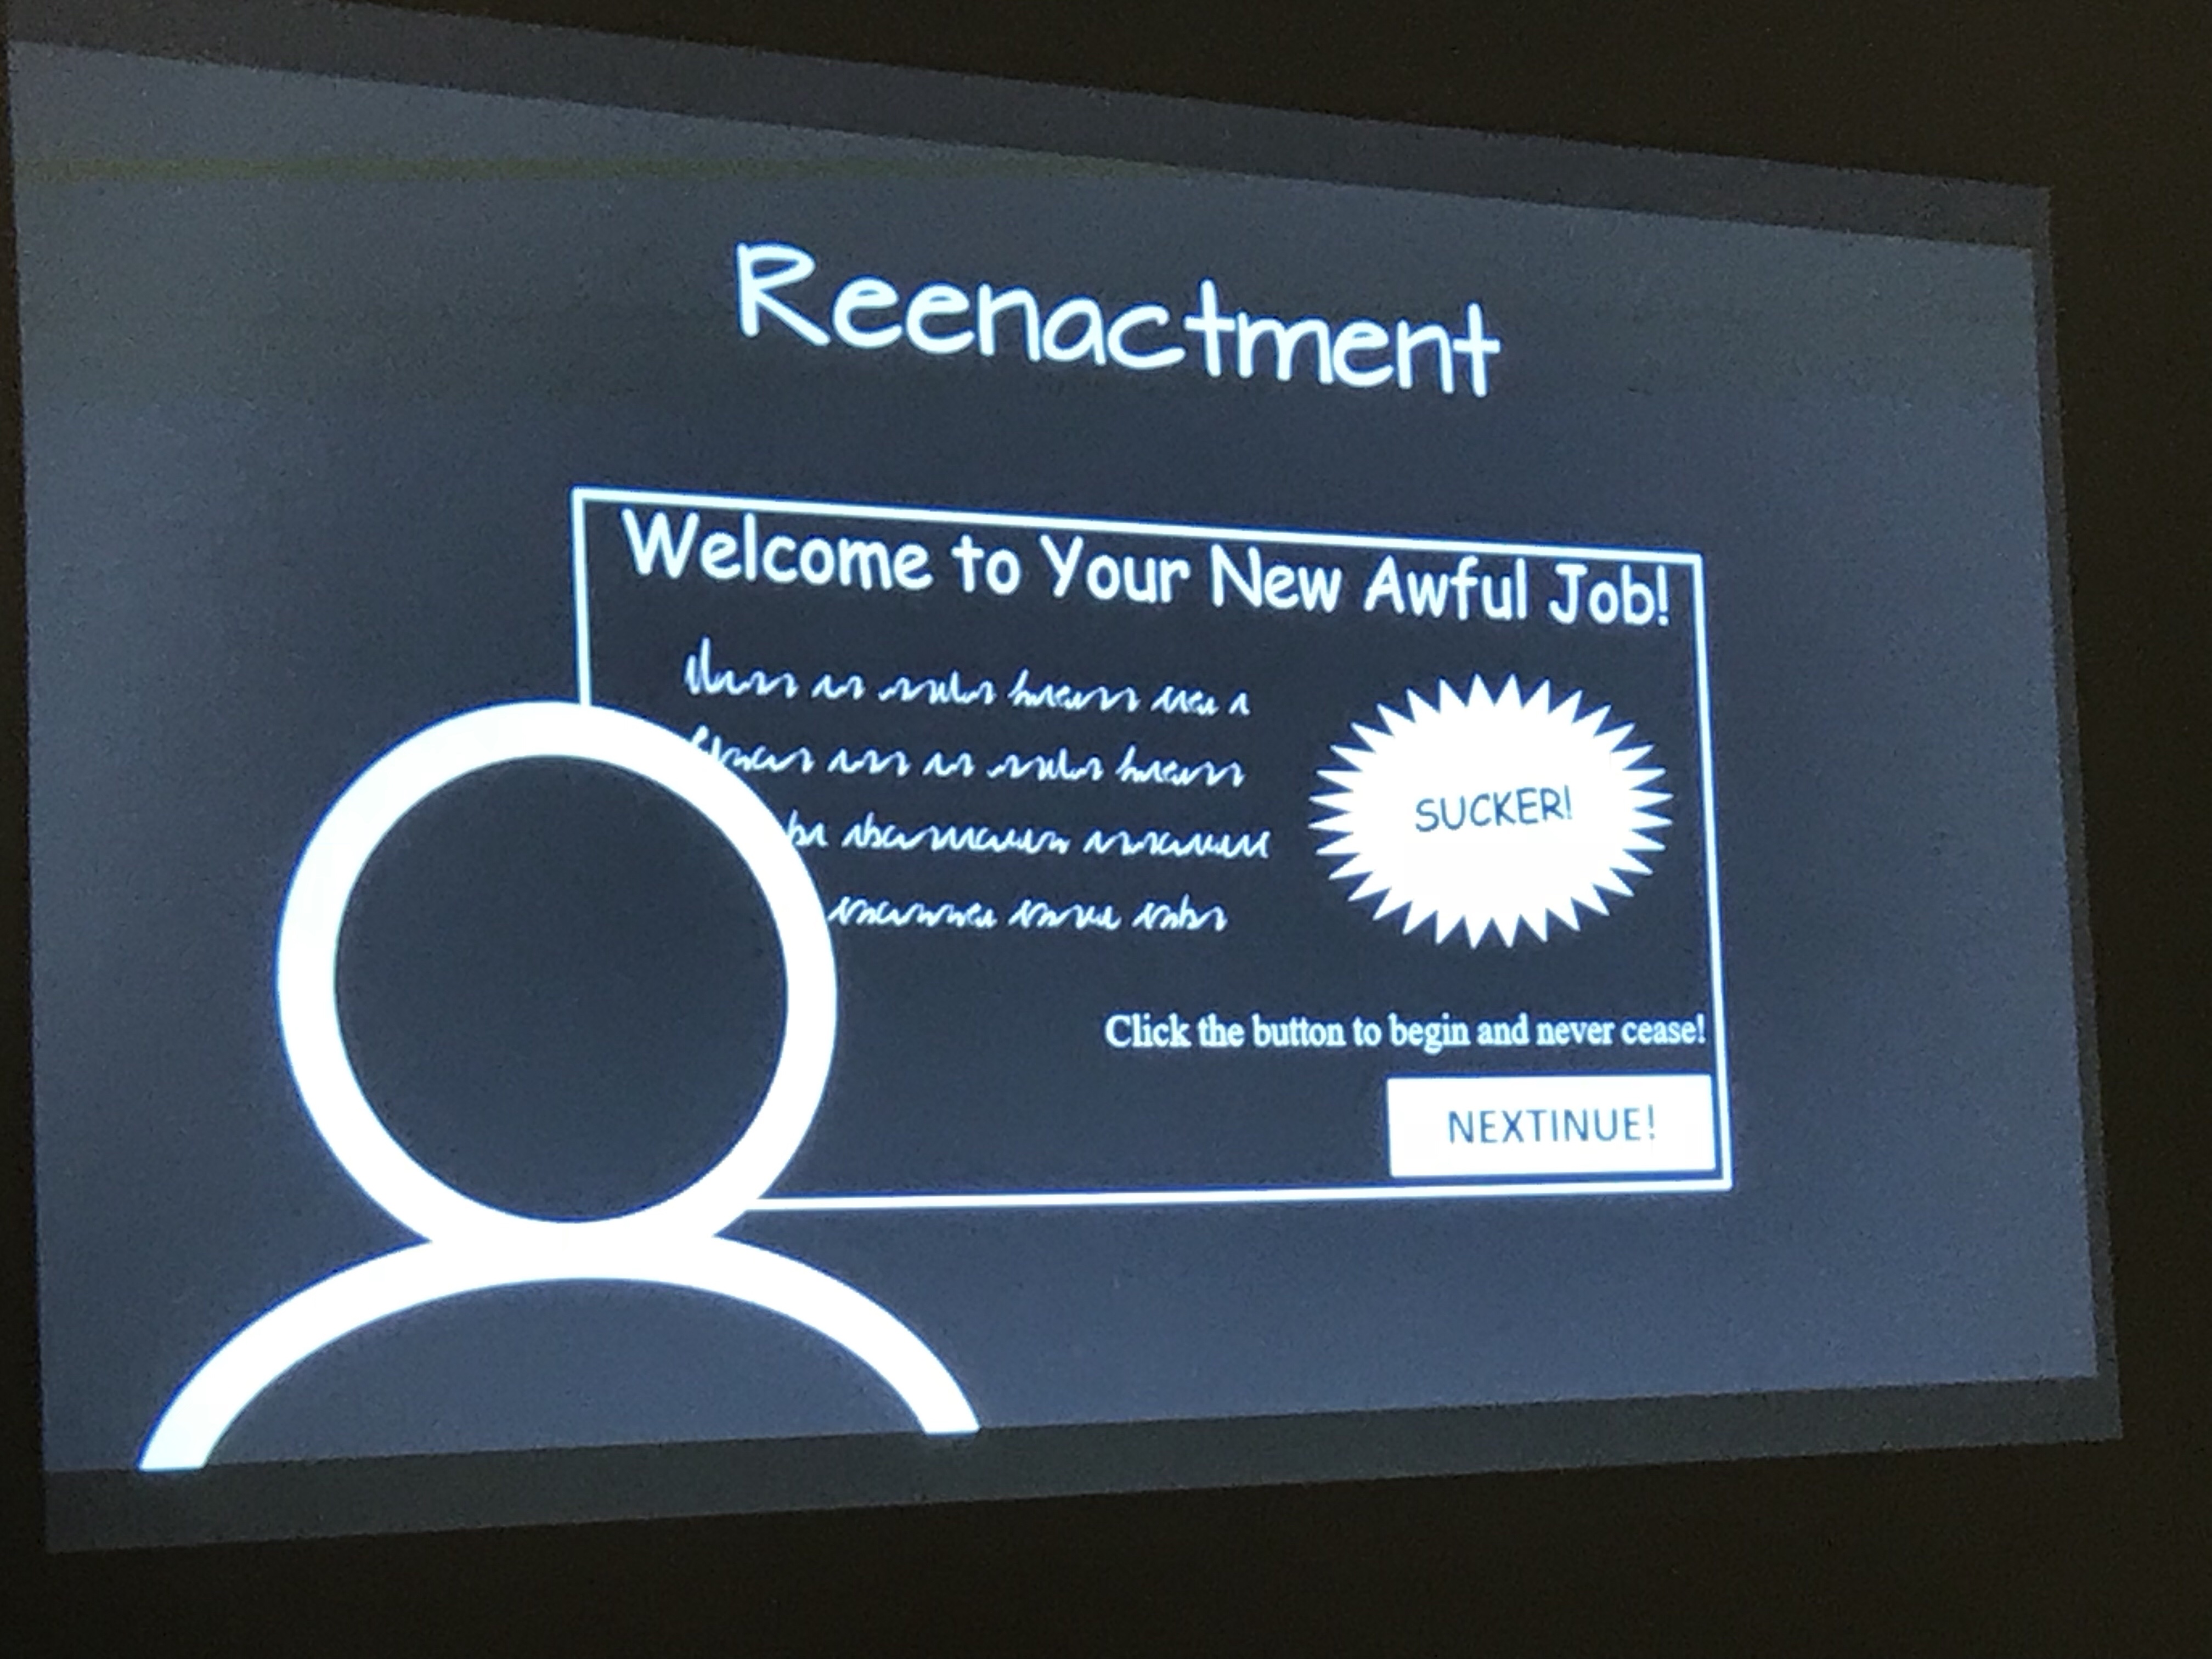 Reenactment
Welcome to Your New Awful Job!
SUCKER!
Click the button to begin and never cease!
NEXTINUE!